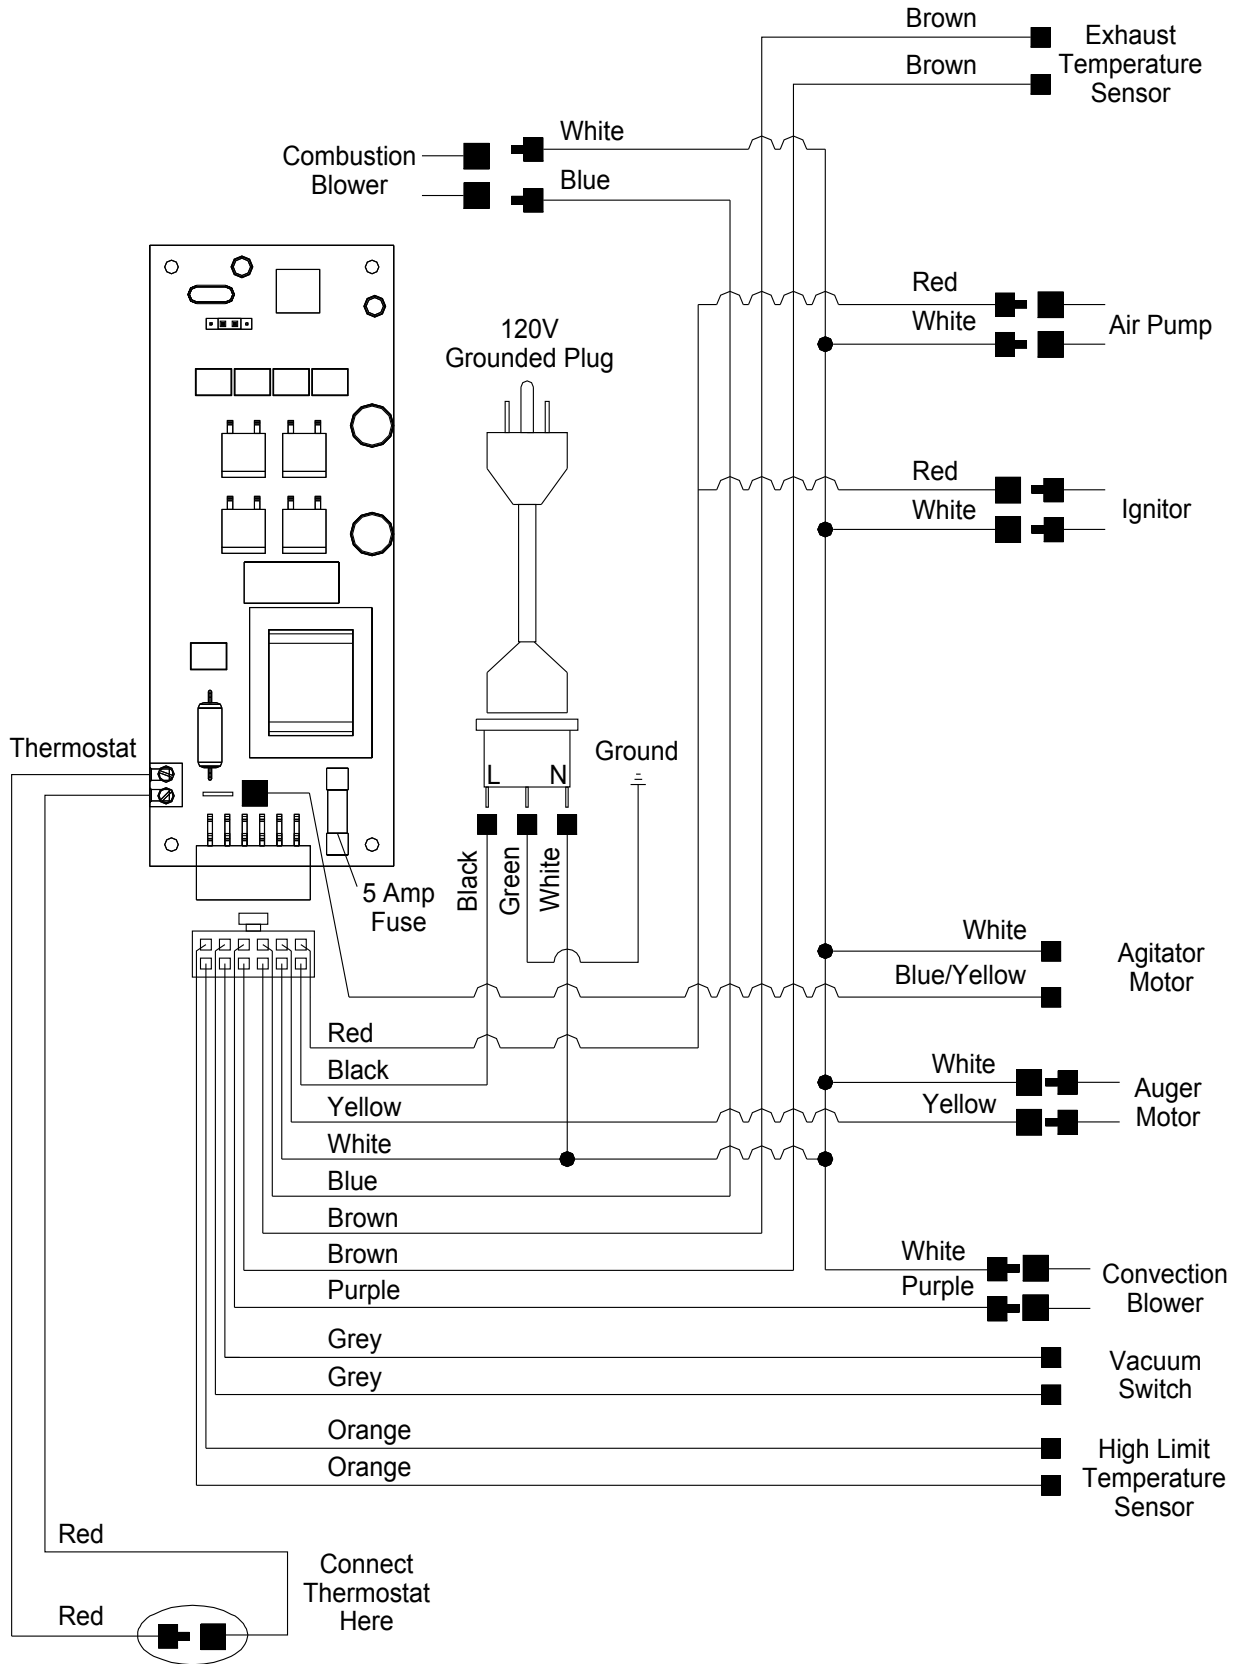 Brown
Exhaust
Temperature
Sensor
Brown
White
Combustion
Blower
Blue
Red
White
Air Pump
120V
Grounded Plug
Red
White
Ignitor
Thermostat
Ground
L
N
Black
Green
White
5 Amp
Fuse
White
Agitator
Motor
Blue/Yellow
Red
Black
White
Auger
Motor
Yellow
Yellow
White
Blue
Brown
Brown
White
Convection
Blower
Purple
Purple
Grey
Vacuum
Switch
Grey
Orange
High Limit
Temperature
Sensor
Orange
Red
Connect
Thermostat
Here
Red